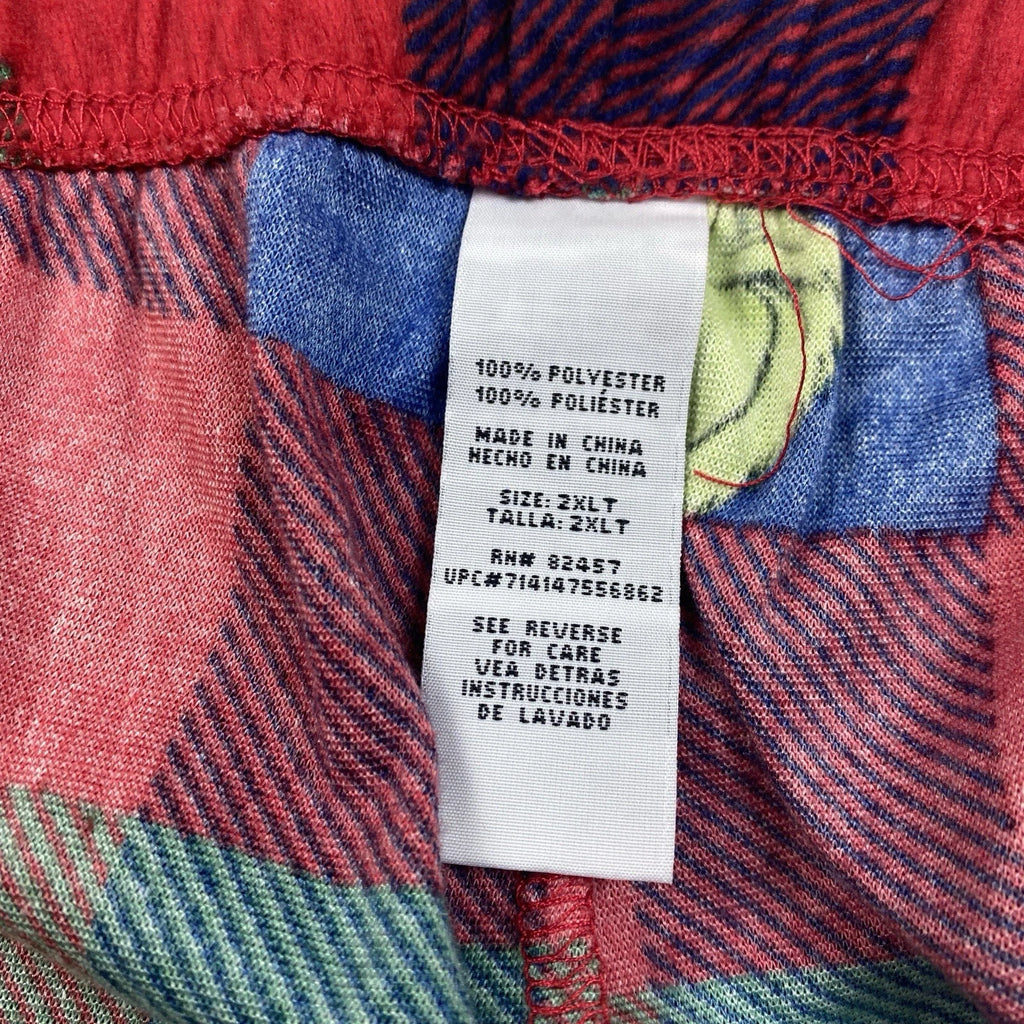 100% POLYESTER
100% POLIÉSTER
MADE IN CHINA
HECHO EN CHINA
SIZE: 2XLT
TALLA: 2XLT
RN# 82457
UPC#714147556862
SEE REVERSE
FOR CARE
VEA DETRAS
INSTRUCCIONES
DE LAVADO